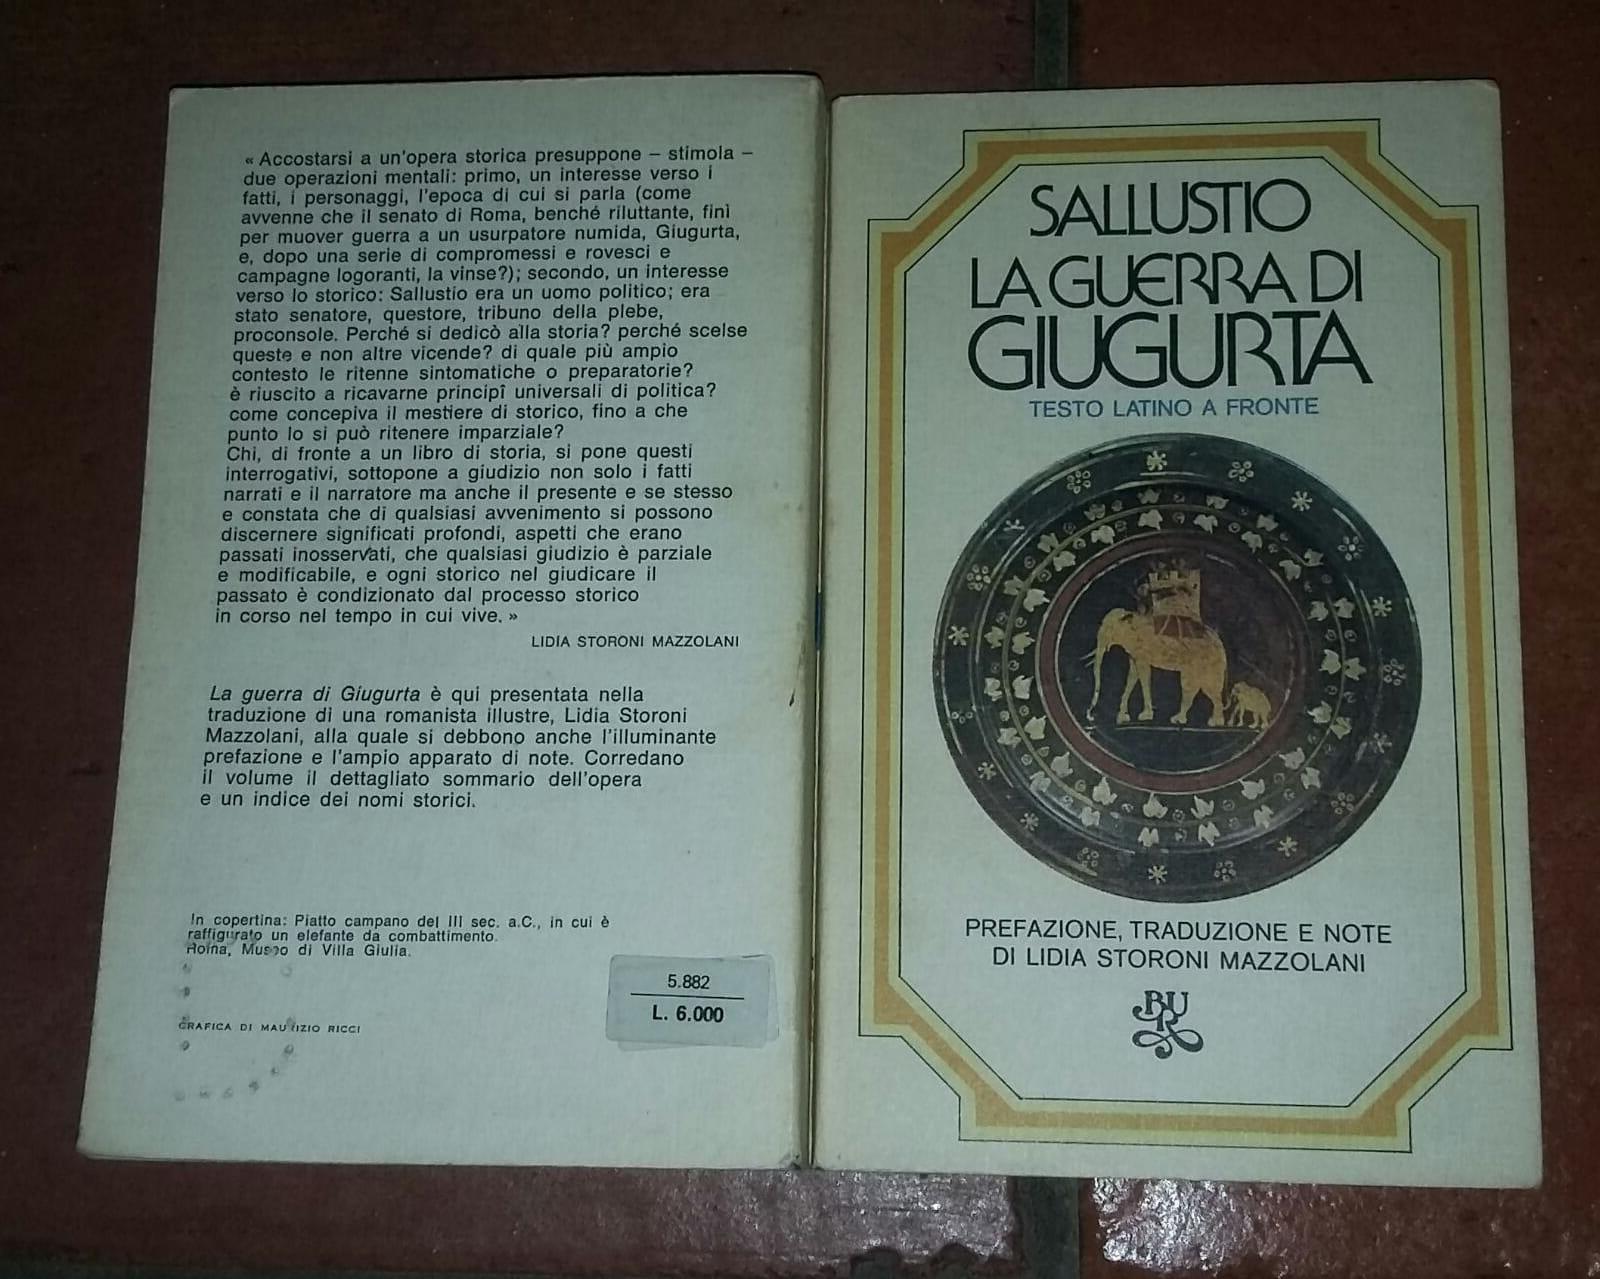 « Accostarsi a un'opera storica presuppone – stimola –
due operazioni mentali: primo, un interesse verso i
fatti, i personaggi, l'epoca di cui si parla (come
avvenne che il senato di Roma, benché riluttante, finì
per muover guerra a un usurpatore numida, Giugurta,
e, dopo una serie di compromessi e rovesci e
campagne logoranti, la vinse?); secondo, un interesse
verso lo storico: Sallustio era un uomo politico; era
stato senatore, questore, tribuno della plebe,
proconsole. Perché si dedicò alla storia? perché scelse
queste e non altre vicende? di quale più ampio
contesto le ritenne sintomatiche o preparatorie?
è riuscito a ricavarne principî universali di politica?
come concepiva il mestiere di storico, fino a che
punto lo si può ritenere imparziale?
Chi, di fronte a un libro di storia, si pone questi
interrogativi, sottopone a giudizio non solo i fatti
narrati e il narratore ma anche il presente e se stesso
e constata che di qualsiasi avvenimento si possono
discernere significati profondi, aspetti che erano
passati inosservati, che qualsiasi giudizio è parziale
e modificabile, e ogni storico nel giudicare il
passato è condizionato dal processo storico
in corso nel tempo in cui vive. »
LIDIA STORONI MAZZOLANI
La guerra di Giugurta è qui presentata nella
traduzione di una romanista illustre, Lidia Storoni
Mazzolani, alla quale si debbono anche l'illuminante
prefazione e l'ampio apparato di note. Corredano
il volume il dettagliato sommario dell'opera
e un indice dei nomi storici.
In copertina: Piatto campano del III sec. a.C., in cui è
raffigurato un elefante da combattimento.
Roma, Museo di Villa Giulia.
GRAFICA DI MAURIZIO RICCI
5.882
L. 6.000
SALLUSTIO
LA GUERRA DI
GIUGURTA
TESTO LATINO A FRONTE
PREFAZIONE, TRADUZIONE E NOTE
DI LIDIA STORONI MAZZOLANI
BUR